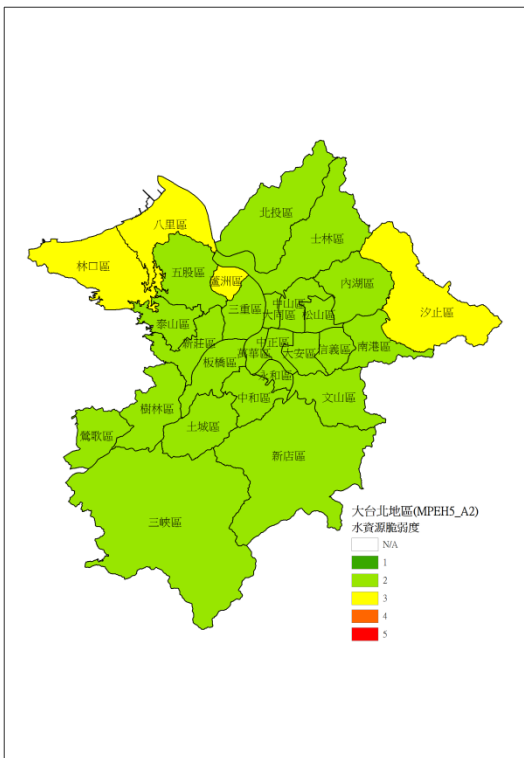 北投區
士林區
八里區
林口區
五股區
蘆洲區
內湖區
汐止區
三重區
中山區
大同區
松山區
泰山區
新莊區
中正區
萬華區
大安區
信義區
南港區
板橋區
永和區
中和區
文山區
樹林區
土城區
鶯歌區
新店區
三峽區
大台北地區(MPEH5_A2)
水資源脆弱度
N/A
1
2
3
4
5